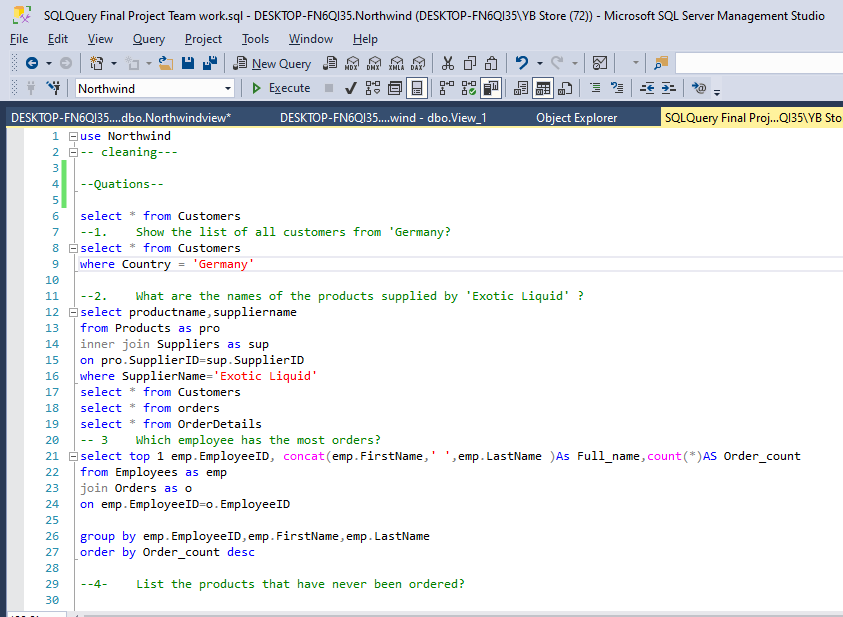 SQLQuery Final Project Team work.sql - DESKTOP-FN6QI35.Northwind (DESKTOP-FN6QI35\YB Store (72)) - Microsoft SQL Server Management Studio
File Edit View Query Project Tools Window Help
New Query MDX DMX XMLA DAX
Northwind Execute
DESKTOP-FN6QI35....dbo.Northwindview* DESKTOP-FN6QI35....wind - dbo.View_1 Object Explorer SQLQuery Final Proj...QI35\YB Sto
1 use Northwind
2 -- cleaning---
3
4 --Quations--
5
6 select * from Customers
7 --1. Show the list of all customers from 'Germany?
8 select * from Customers
9 where Country = 'Germany'
10
11 --2. What are the names of the products supplied by 'Exotic Liquid' ?
12 select productname,suppliername
13 from Products as pro
14 inner join Suppliers as sup
15 on pro.SupplierID=sup.SupplierID
16 where SupplierName='Exotic Liquid'
17 select * from Customers
18 select * from orders
19 select * from OrderDetails
20 -- 3 Which employee has the most orders?
21 select top 1 emp.EmployeeID, concat(emp.FirstName,' ',emp.LastName )As Full_name,count(*)AS Order_count
22 from Employees as emp
23 join Orders as o
24 on emp.EmployeeID=o.EmployeeID
25
26 group by emp.EmployeeID,emp.FirstName,emp.LastName
27 order by Order_count desc
28
29 --4- List the products that have never been ordered?
30